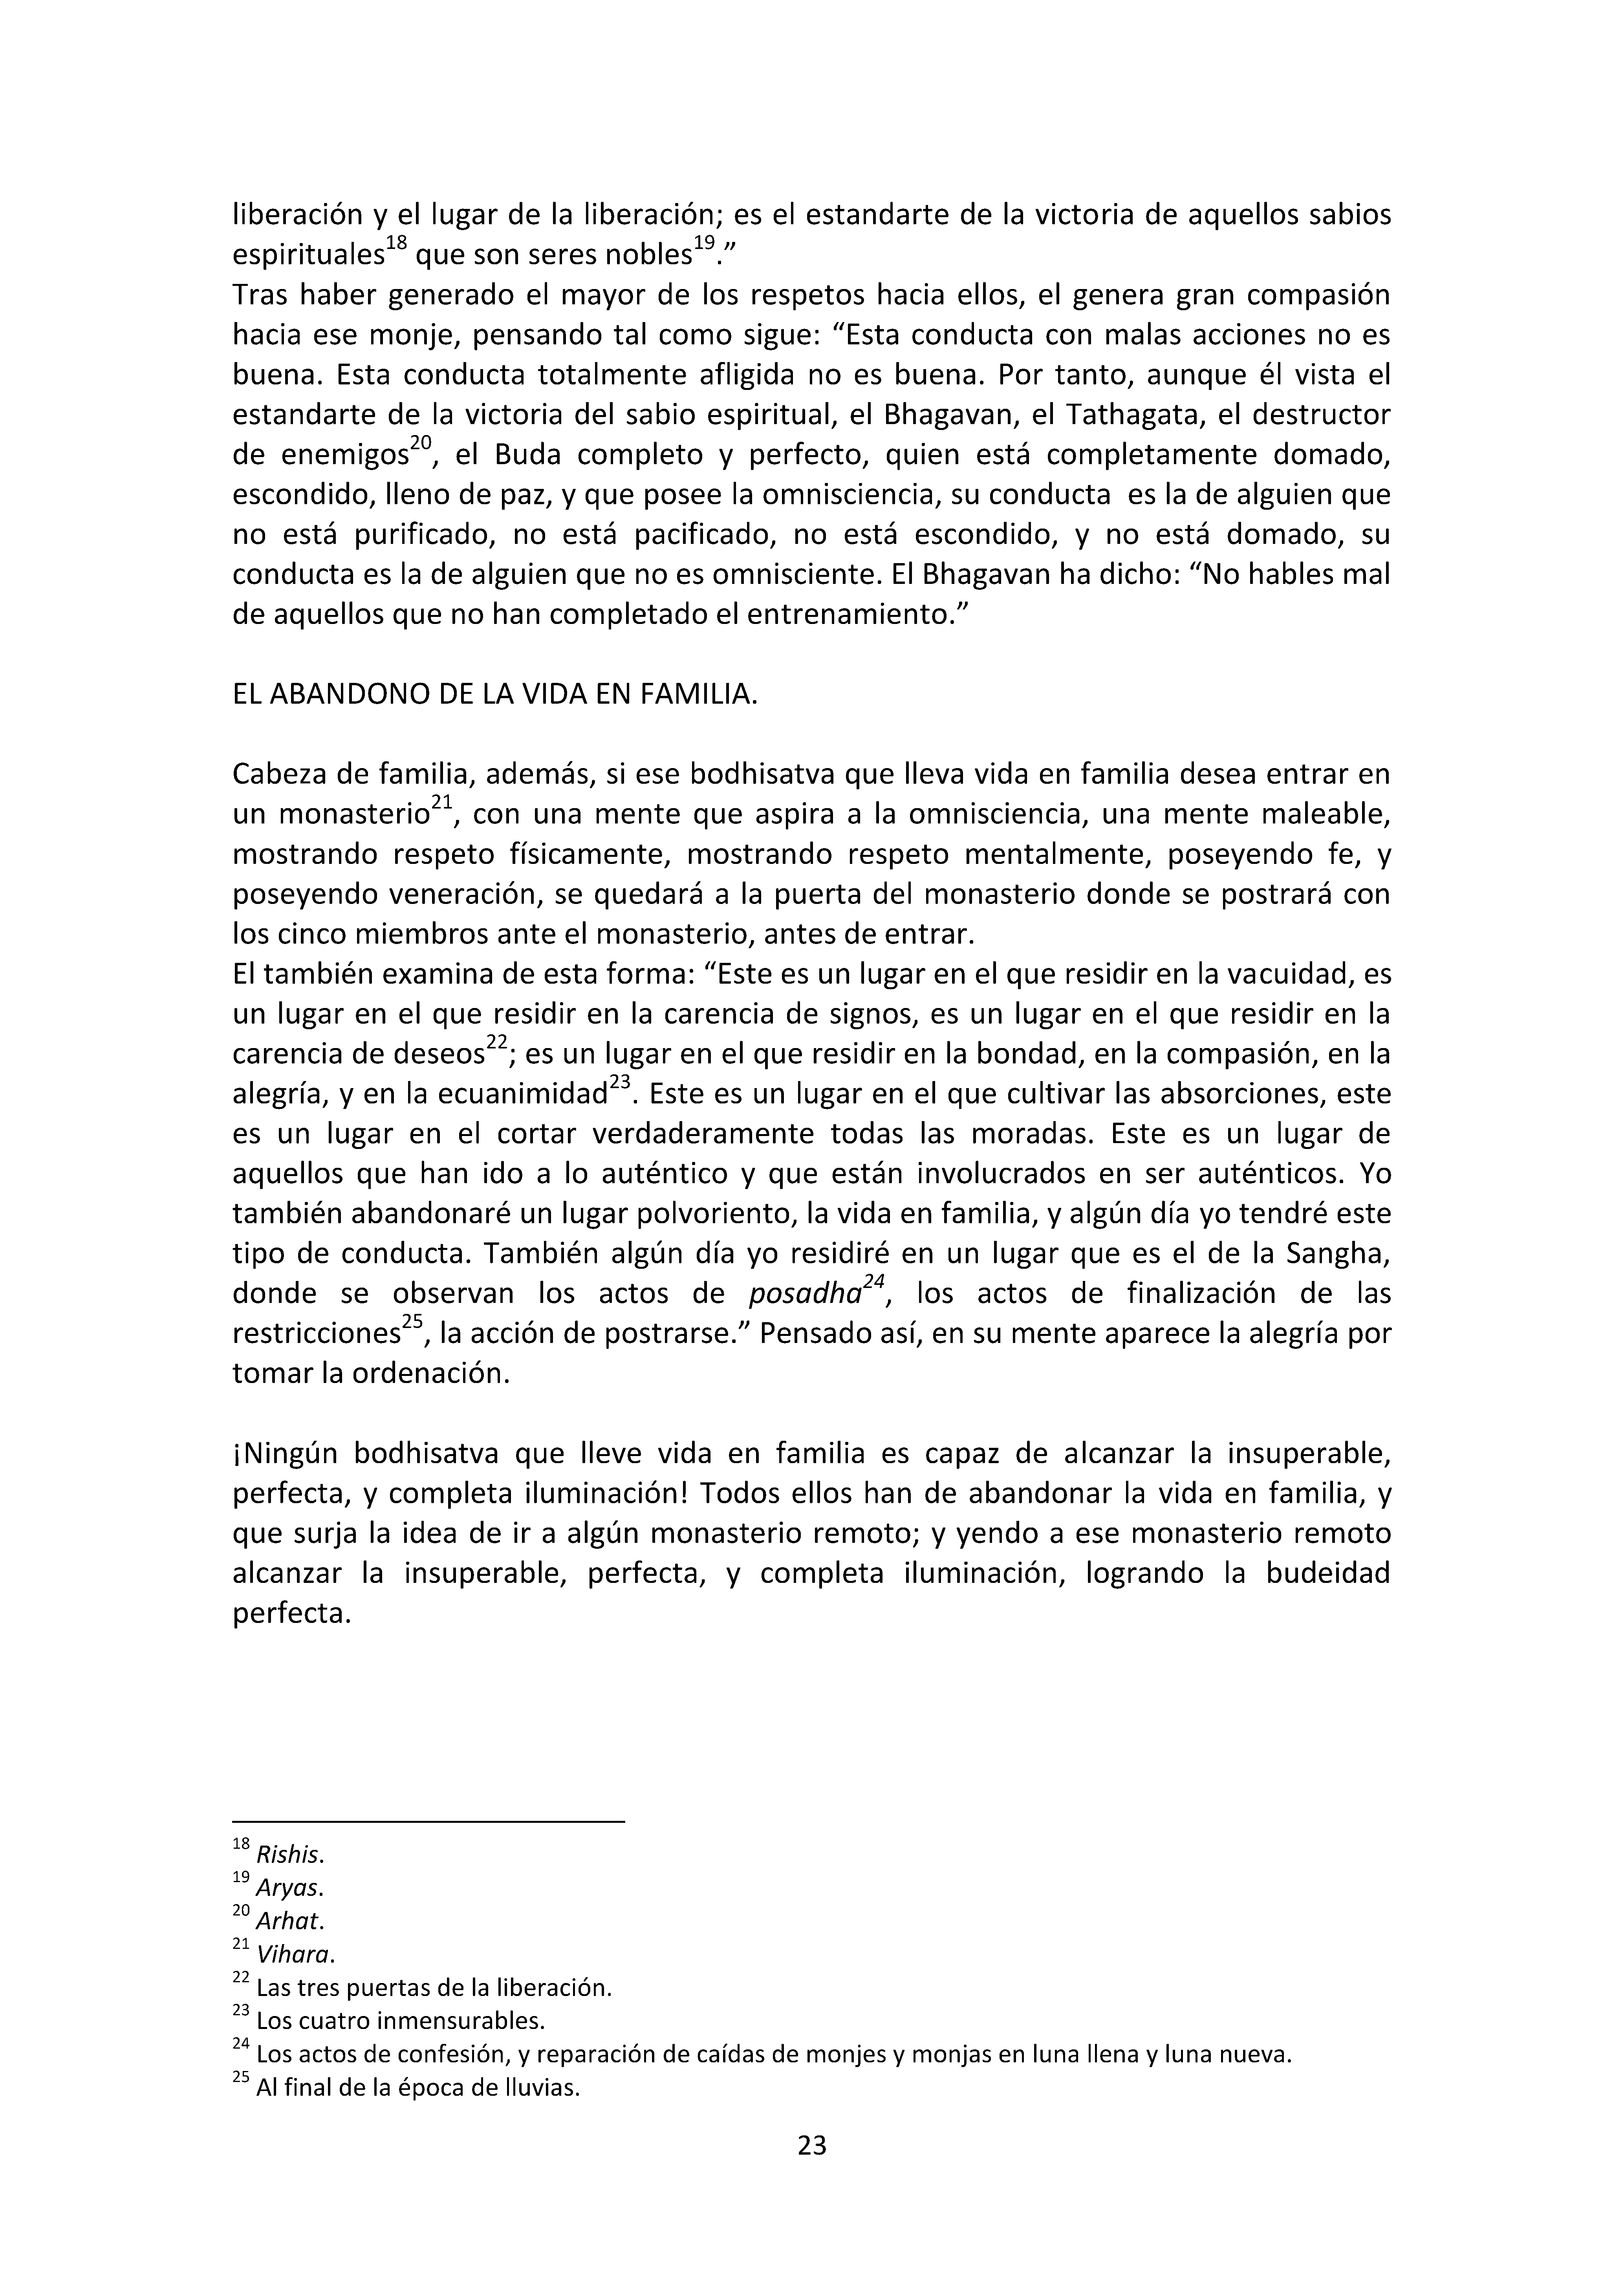 liberación y el lugar de la liberación; es el estandarte de la victoria de aquellos sabios
espirituales18 que son seres nobles19.”
Tras haber generado el mayor de los respetos hacia ellos, el genera gran compasión
hacia ese monje, pensando tal como sigue: “Esta conducta con malas acciones no es
buena. Esta conducta totalmente afligida no es buena. Por tanto, aunque él vista el
estandarte de la victoria del sabio espiritual, el Bhagavan, el Tathagata, el destructor
de enemigos20, el Buda completo y perfecto, quien está completamente domado,
escondido, lleno de paz, y que posee la omnisciencia, su conducta es la de alguien que
no está purificado, no está pacificado, no está escondido, y no está domado, su
conducta es la de alguien que no es omnisciente. El Bhagavan ha dicho: “No hables mal
de aquellos que no han completado el entrenamiento.”
EL ABANDONO DE LA VIDA EN FAMILIA.
Cabeza de familia, además, si ese bodhisatva que lleva vida en familia desea entrar en
un monasterio21, con una mente que aspira a la omnisciencia, una mente maleable,
mostrando respeto físicamente, mostrando respeto mentalmente, poseyendo fe, y
poseyendo veneración, se quedará a la puerta del monasterio donde se postrará con
los cinco miembros ante el monasterio, antes de entrar.
El también examina de esta forma: “Este es un lugar en el que residir en la vacuidad, es
un lugar en el que residir en la carencia de signos, es un lugar en el que residir en la
carencia de deseos22; es un lugar en el que residir en la bondad, en la compasión, en la
alegría, y en la ecuanimidad23. Este es un lugar en el que cultivar las absorciones, este
es un lugar en el cortar verdaderamente todas las moradas. Este es un lugar de
aquellos que han ido a lo auténtico y que están involucrados en ser auténticos. Yo
también abandonaré un lugar polvoriento, la vida en familia, y algún día yo tendré este
tipo de conducta. También algún día yo residiré en un lugar que es el de la Sangha,
donde se observan los actos de posadha24, los actos de finalización de las
restricciones25, la acción de postrarse.” Pensado así, en su mente aparece la alegría por
tomar la ordenación.
¡Ningún bodhisatva que lleve vida en familia es capaz de alcanzar la insuperable,
perfecta, y completa iluminación! Todos ellos han de abandonar la vida en familia, y
que surja la idea de ir a algún monasterio remoto; y yendo a ese monasterio remoto
alcanzar la insuperable, perfecta, y completa iluminación, logrando la budeidad
perfecta.
18 Rishis.
19 Aryas.
20 Arhat.
21 Vihara.
22 Las tres puertas de la liberación.
23 Los cuatro inmensurables.
24 Los actos de confesión, y reparación de caídas de monjes y monjas en luna llena y luna nueva.
25 Al final de la época de lluvias.
23